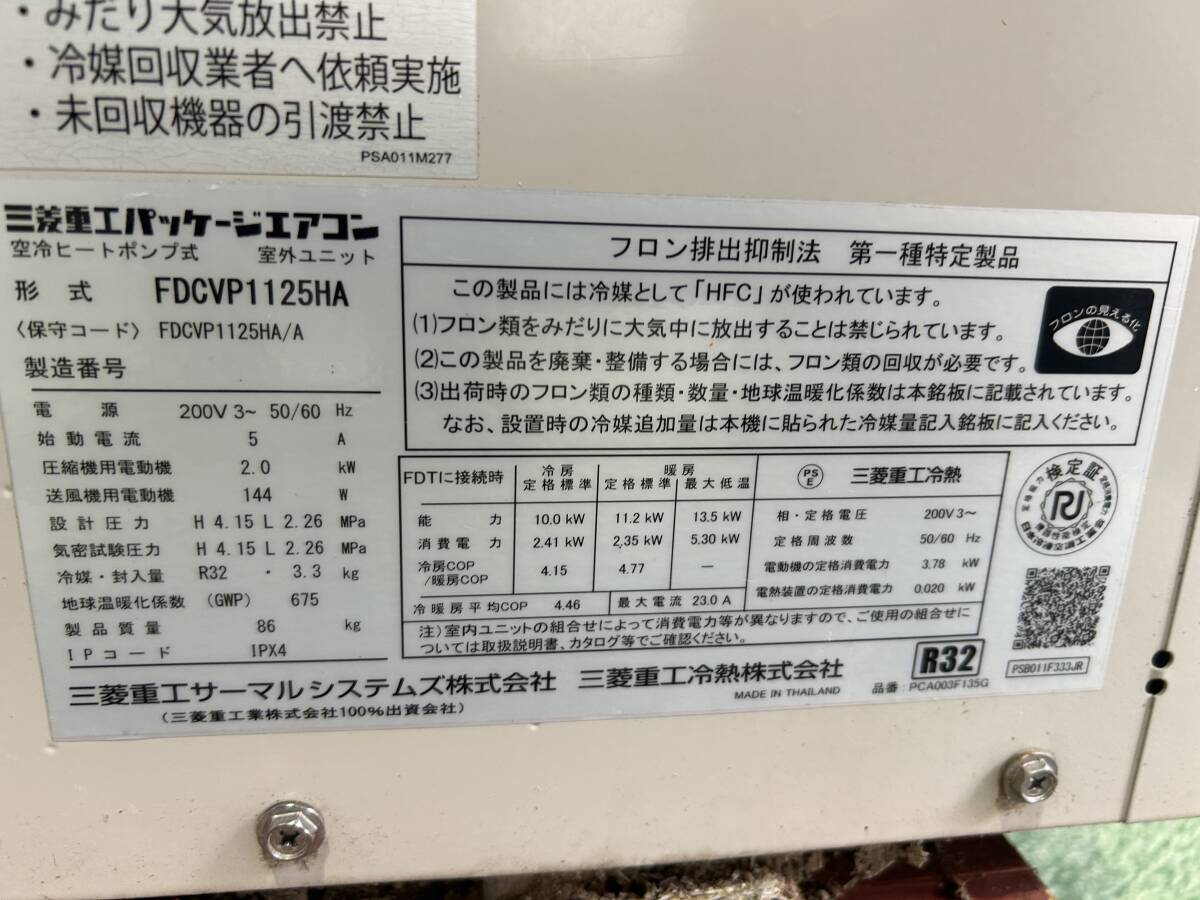 ・みだり大気放出禁止
・冷媒回収業者へ依頼実施
・未回収機器の引渡禁止
PSA011M277
三菱重工パッケージエアコン
空冷ヒートポンプ式 室外ユニット
形式 FDCVP1125HA
〈保守コード〉 FDCVP1125HA/A
製造番号
電源 200V 3~ 50/60 Hz
始動電流 5 A
圧縮機用電動機 2.0 kW
送風機用電動機 144 W
設計圧力 H 4.15 L 2.26 MPa
気密試験圧力 H 4.15 L 2.26 MPa
冷媒・封入量 R32 ・ 3.3 kg
地球温暖化係数 (GWP) 675
製品質量 86 kg
IPコード IPX4
フロン排出抑制法 第一種特定製品
この製品には冷媒として「HFC」が使われています。
(1)フロン類をみだりに大気中に放出することは禁じられています。
(2)この製品を廃棄・整備する場合には、フロン類の回収が必要です。
(3)出荷時のフロン類の種類・数量・地球温暖化係数は本銘板に記載されています。
なお、設置時の冷媒追加量は本機に貼られた冷媒量記入銘板に記入ください。
フロンの見える化
FDTに接続時 冷房 暖房
定格標準 定格標準 最大低温
能力 10.0 kW 11.2 kW 13.5 kW
消費電力 2.41 kW 2,35 kW 5.30 kW
冷房COP
/暖房COP 4.15 4.77 —
冷暖房平均COP 4.46 最大電流 23.0 A
注)室内ユニットの組合せによって消費電力等が異なりますので、ご使用の組合せに
ついては取扱説明書、カタログ等でご確認ください。
PS
E 三菱重工冷熱
相・定格電圧 200V 3~
定格周波数 50/60 Hz
電動機の定格消費電力 3.78 kW
電熱装置の定格消費電力 0.020 kW
検定証
R32
PSB011F333JR
三菱重工サーマルシステムズ株式会社 三菱重工冷熱株式会社
(三菱重工業株式会社100%出資会社)
MADE IN THAILAND
品番:PCA003F135G